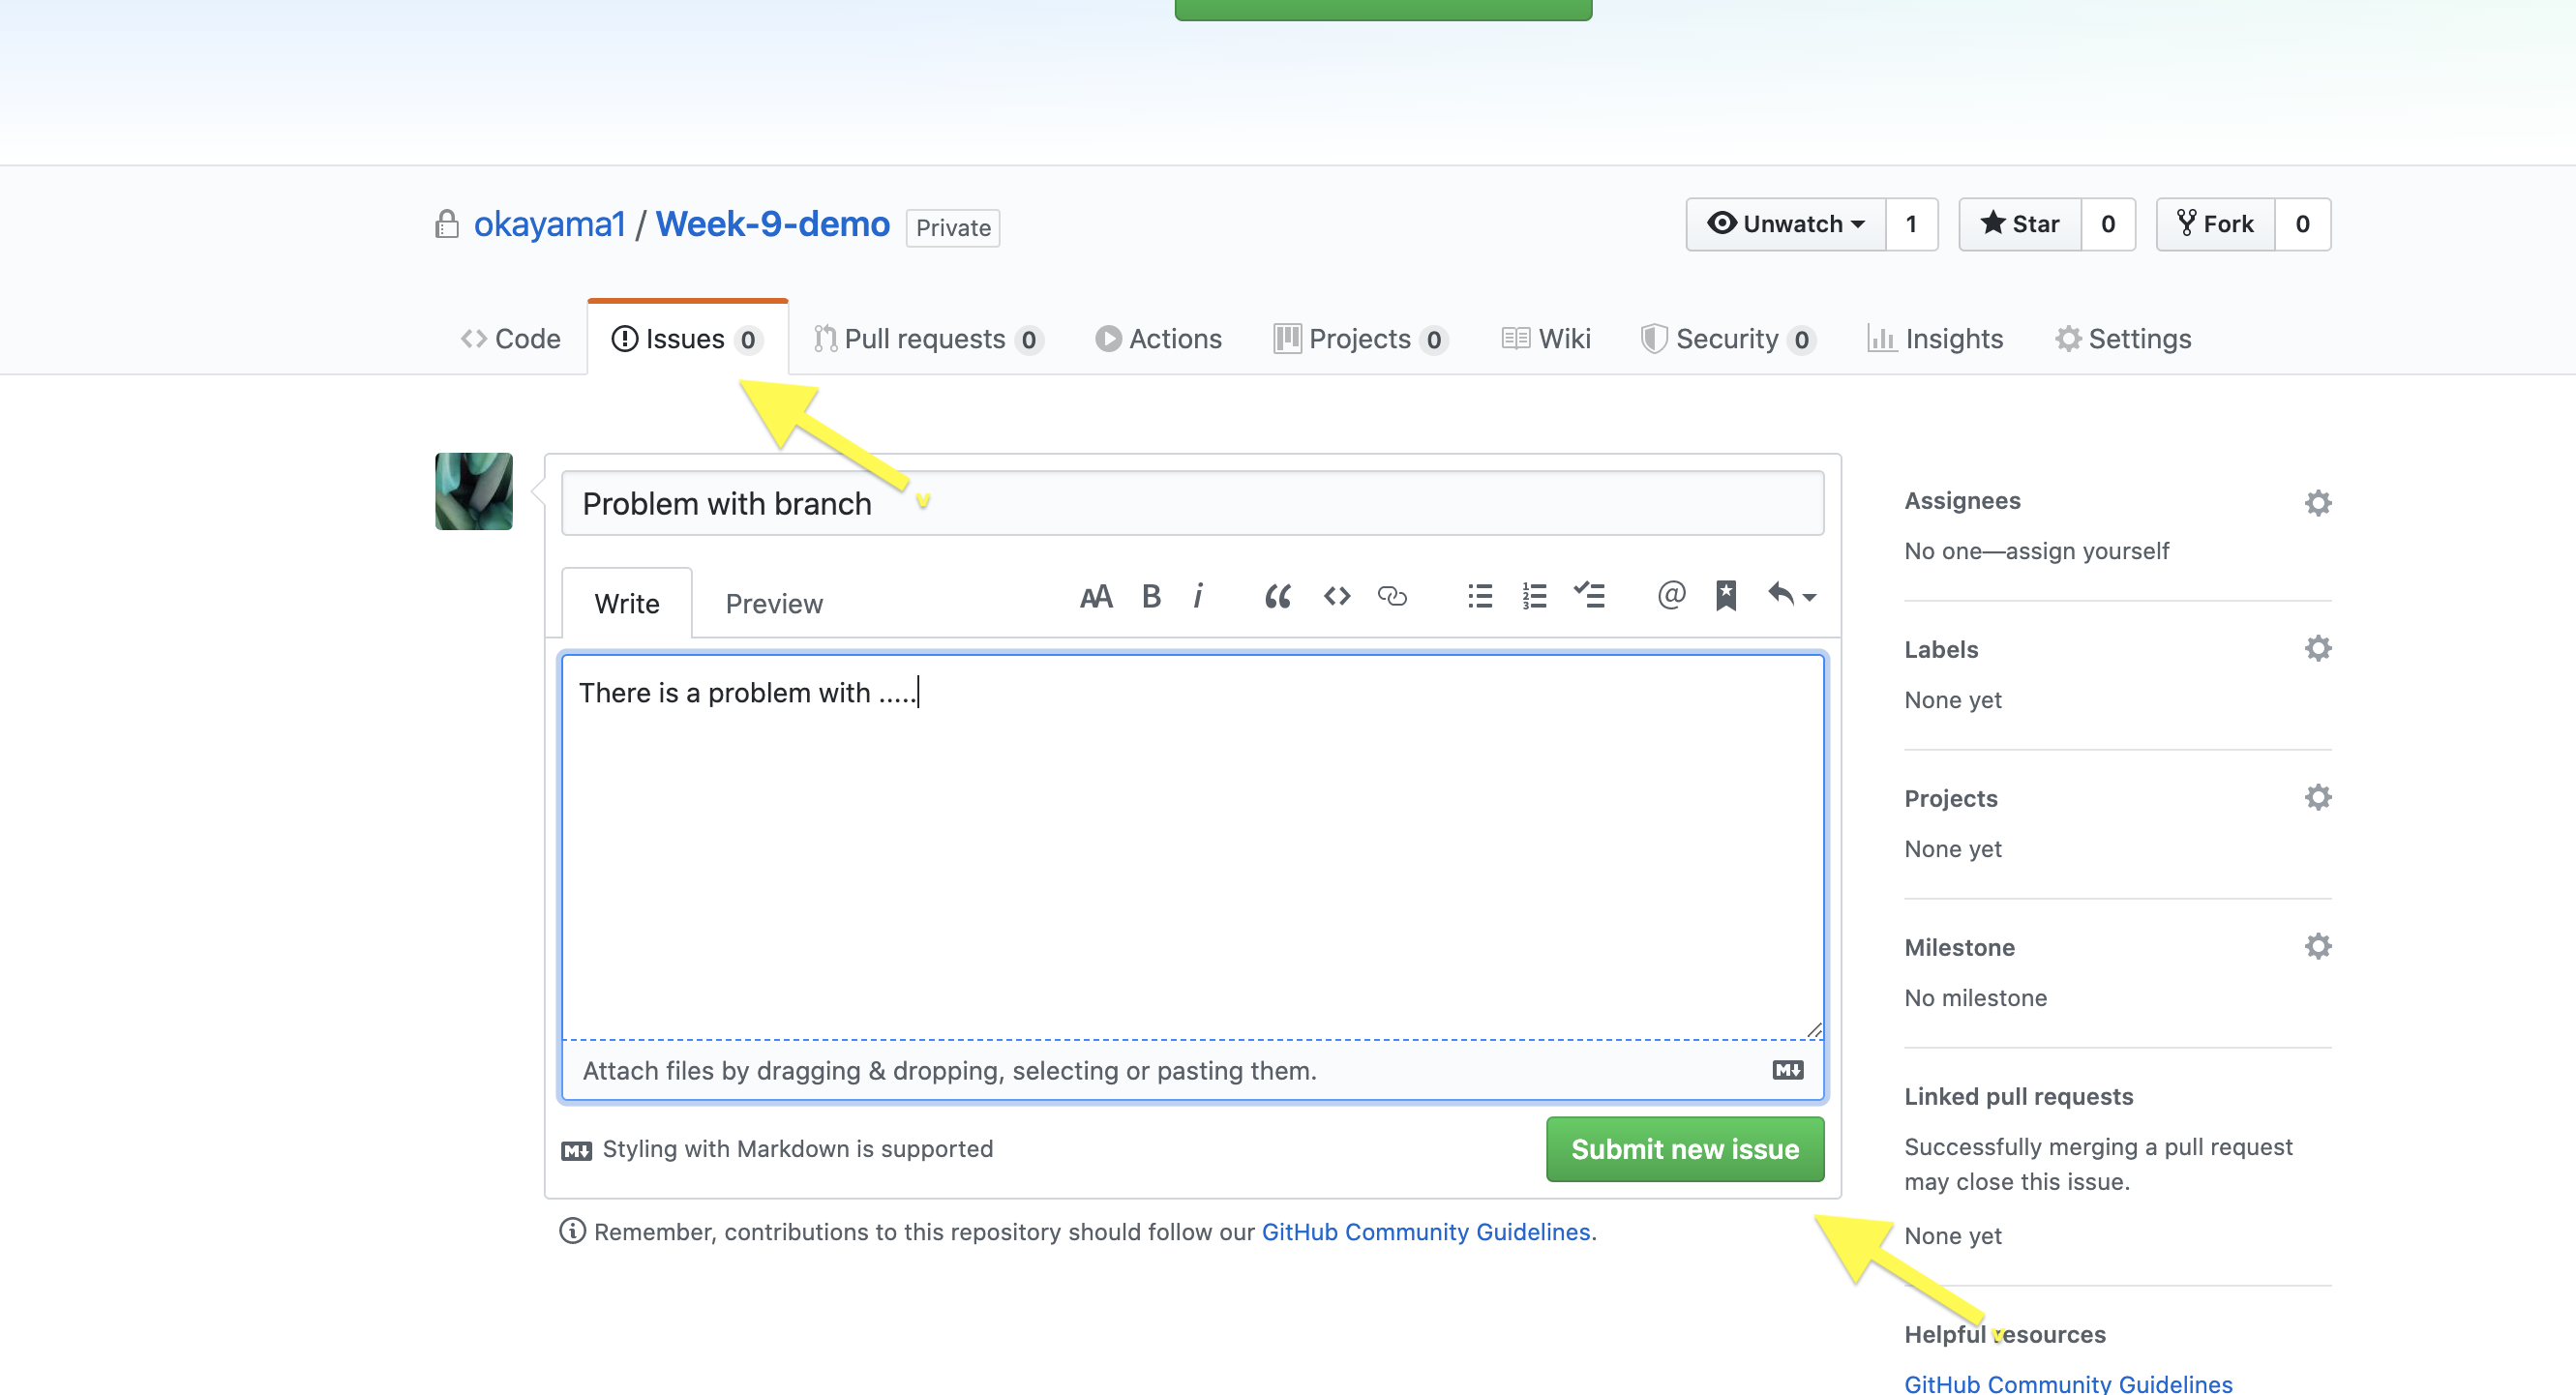 okayama1 / Week-9-demo Private
Unwatch 1 Star 0 Fork 0
Code Issues 0 Pull requests 0 Actions Projects 0 Wiki Security 0 Insights Settings
Problem with branch
Write Preview
There is a problem with .....
Attach files by dragging & dropping, selecting or pasting them.
Styling with Markdown is supported
Submit new issue
Remember, contributions to this repository should follow our GitHub Community Guidelines.
Assignees
No one—assign yourself
Labels
None yet
Projects
None yet
Milestone
No milestone
Linked pull requests
Successfully merging a pull request
may close this issue.
None yet
Helpful resources
GitHub Community Guidelines